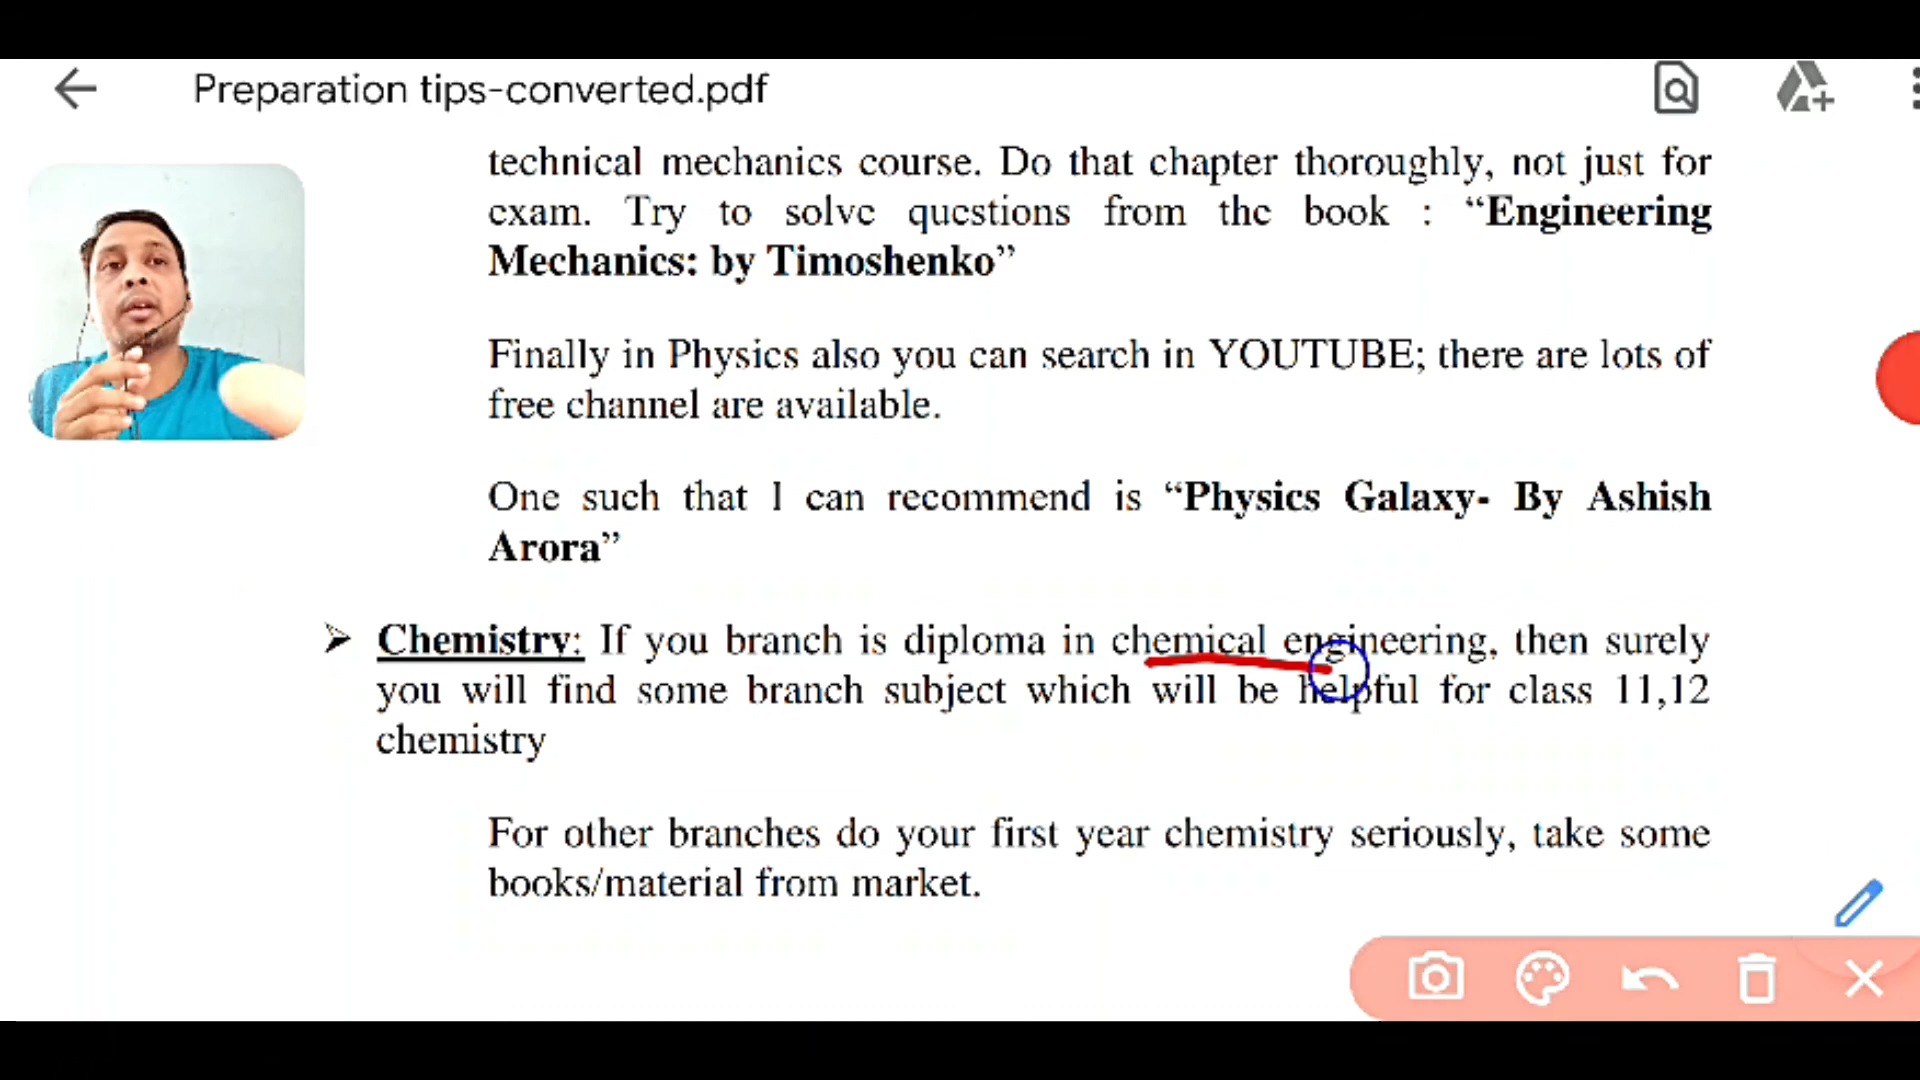 Preparation tips-converted.pdf
technical mechanics course. Do that chapter thoroughly, not just for
exam. Try to solve questions from the book : “Engineering
Mechanics: by Timoshenko”
Finally in Physics also you can search in YOUTUBE; there are lots of
free channel are available.
One such that I can recommend is “Physics Galaxy- By Ashish
Arora”
➤ Chemistry: If you branch is diploma in chemical engineering, then surely
you will find some branch subject which will be helpful for class 11,12
chemistry
For other branches do your first year chemistry seriously, take some
books/material from market.